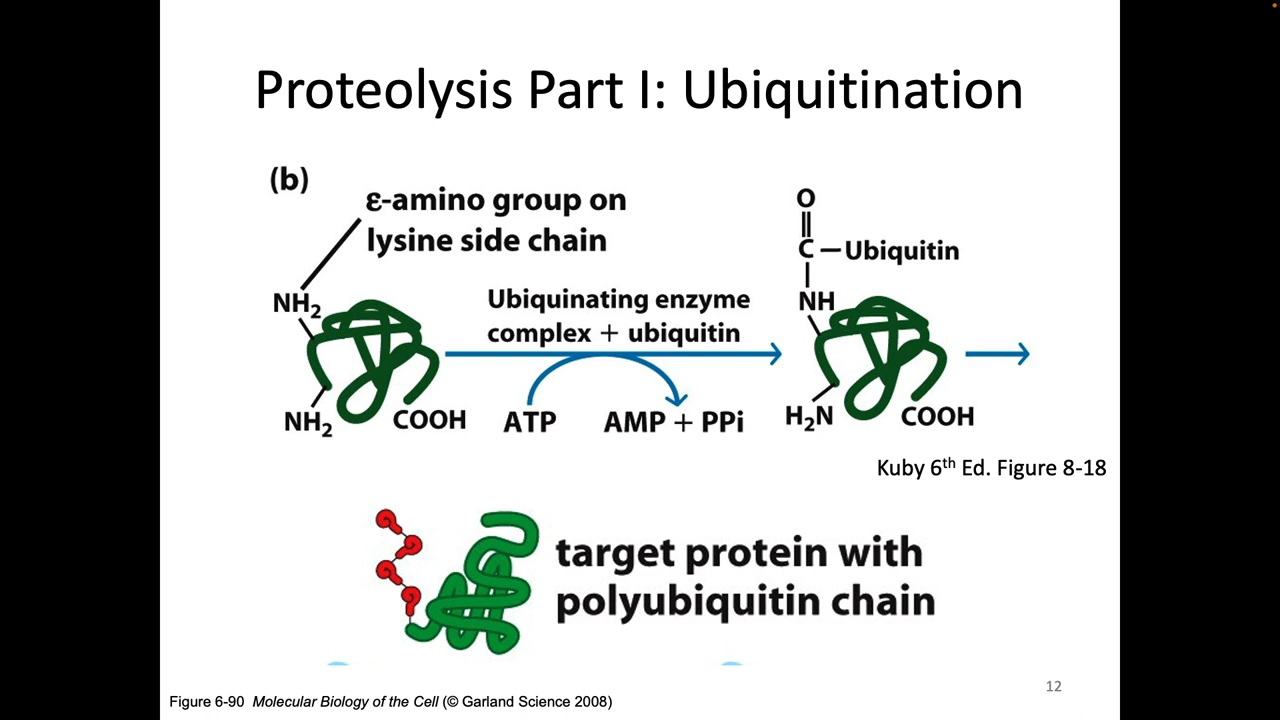 Proteolysis Part I: Ubiquitination
(b)
ε-amino group on
lysine side chain
NH2
NH2
COOH
Ubiquinating enzyme
complex + ubiquitin
ATP
AMP + PPi
O
C
Ubiquitin
NH
H2N
COOH
Kuby 6th Ed. Figure 8-18
target protein with
polyubiquitin chain
12
Figure 6-90 Molecular Biology of the Cell (© Garland Science 2008)